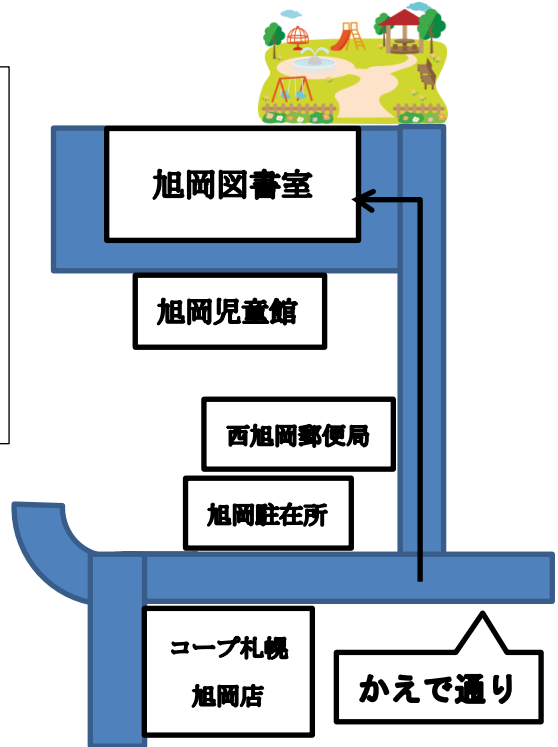 旭岡図書室
旭岡児童館
西旭岡郵便局
旭岡駐在所
コープ札幌
旭岡店
かえで通り